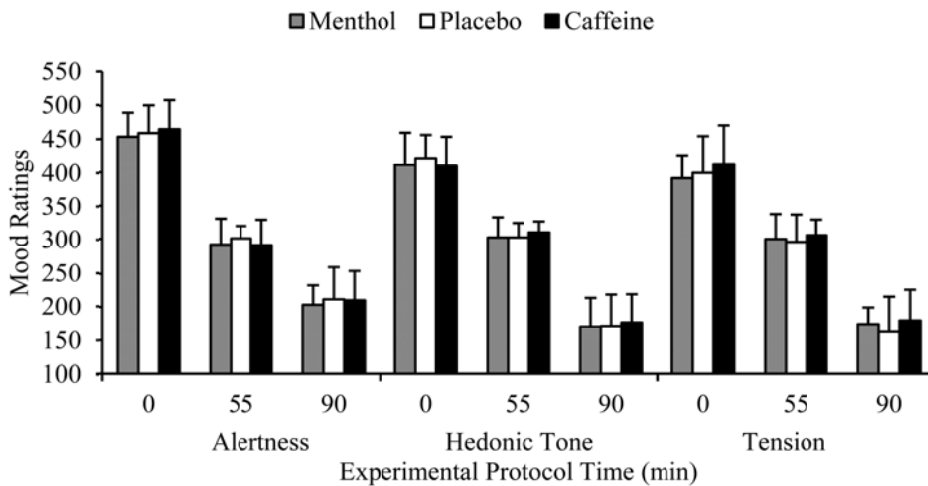 Menthol Placebo Caffeine
550
500
450
400
350
300
250
200
150
100
Mood Ratings
0 55 90 0 55 90 0 55 90
Alertness Hedonic Tone Tension
Experimental Protocol Time (min)